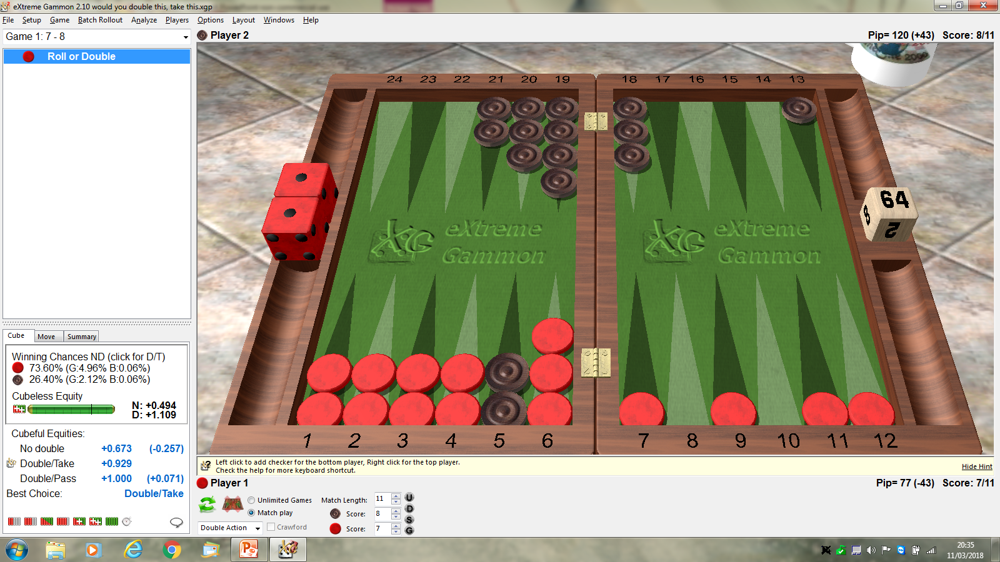 eXtreme Gammon 2.10 would you double this, take this.xgp
File Setup Game Batch Rollout Analyze Players Options Layout Windows Help
Game 1: 7 - 8
Player 2 Pip= 120 (+43) Score: 8/11
Roll or Double
24 23 22 21 20 19 18 17 16 15 14 13
64
8
2
eXtreme Gammon
XG
eXtreme Gammon
XG
1 2 3 4 5 6 7 8 9 10 11 12
Cube Move Summary
Winning Chances ND (click for D/T)
73.60% (G:4.96% B:0.06%)
26.40% (G:2.12% B:0.06%)
Cubeless Equity
N: +0.494
D: +1.109
Cubeful Equities:
No double +0.673 (-0.257)
Double/Take +0.929
Double/Pass +1.000 (+0.071)
Best Choice: Double/Take
Left click to add checker for the bottom player, Right click for the top player.
Check the help for more keyboard shortcut.
Hide Hint
Player 1 Pip= 77 (-43) Score: 7/11
Unlimited Games
Match play
Match Length: 11
Score: 8
Score: 7
U
D
S
G
Double Action
Crawford
20:35
11/03/2018